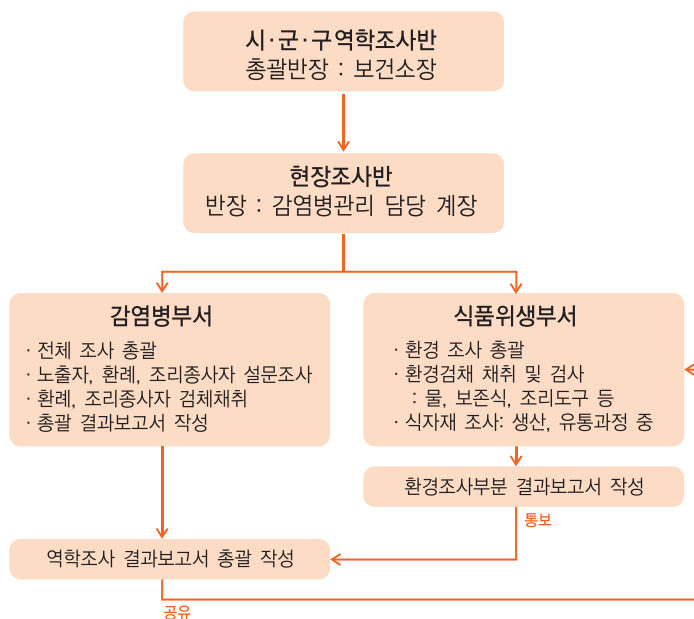 시·군·구역학조사반
총괄반장 : 보건소장
현장조사반
반장 : 감염병관리 담당 계장
감염병부서
· 전체 조사 총괄
· 노출자, 환례, 조리종사자 설문조사
· 환례, 조리종사자 검체채취
· 총괄 결과보고서 작성
식품위생부서
· 환경 조사 총괄
· 환경검채 채취 및 검사
: 물, 보존식, 조리도구 등
· 식자재 조사: 생산, 유통과정 중
환경조사부분 결과보고서 작성
통보
역학조사 결과보고서 총괄 작성
공유